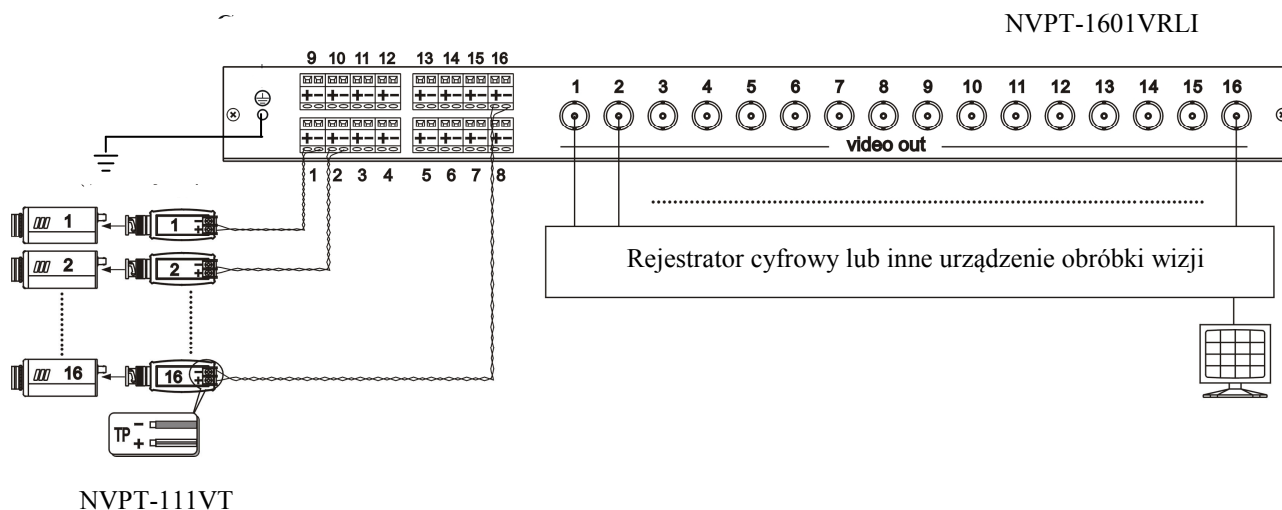 NVPT-1601VRLI
9 10 11 12 13 14 15 16
+- +- +- +- +- +- +- +-
1 2 3 4 5 6 7 8 9 10 11 12 13 14 15 16
+- +- +- +- +- +- +- +-
video out
1 2 3 4 5 6 7 8
1 1 - +
2 2 - +
Rejestrator cyfrowy lub inne urządzenie obróbki wizji
16 16 - +
TP - +
NVPT-111VT